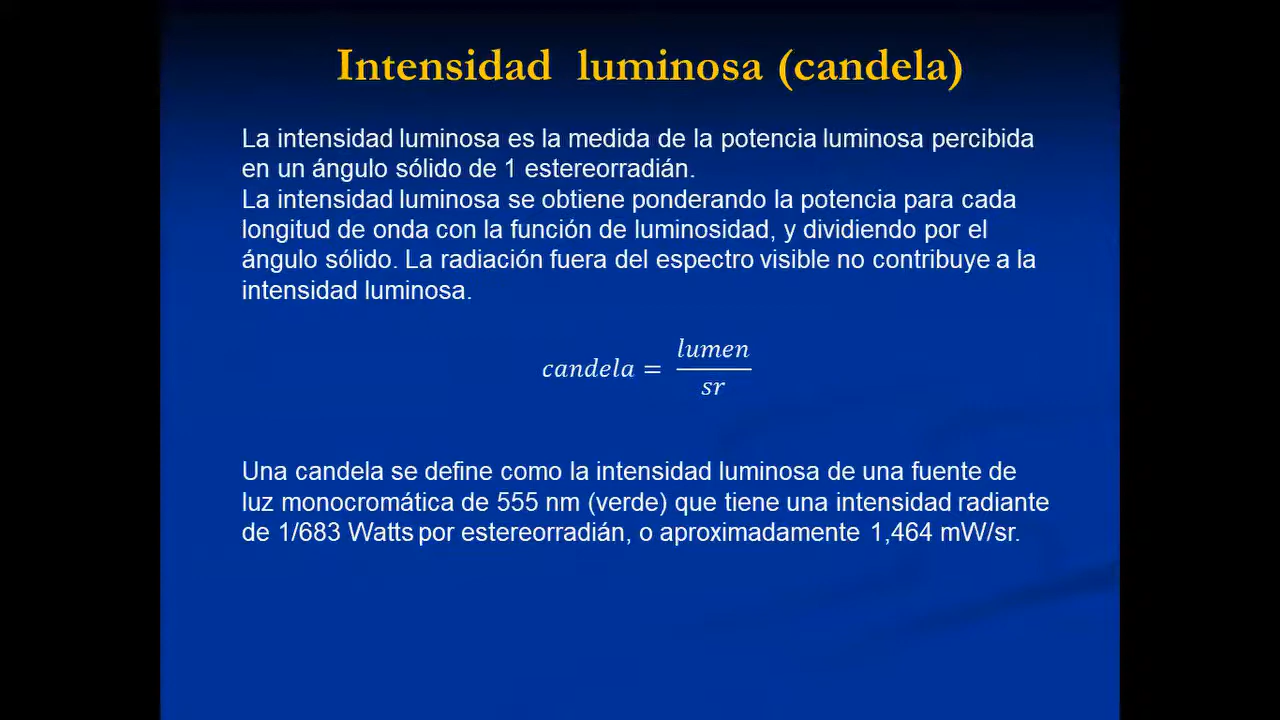 Intensidad luminosa (candela)
La intensidad luminosa es la medida de la potencia luminosa percibida
en un ángulo sólido de 1 estereorradián.
La intensidad luminosa se obtiene ponderando la potencia para cada
longitud de onda con la función de luminosidad, y dividiendo por el
ángulo sólido. La radiación fuera del espectro visible no contribuye a la
intensidad luminosa.
candela = lumen / sr
Una candela se define como la intensidad luminosa de una fuente de
luz monocromática de 555 nm (verde) que tiene una intensidad radiante
de 1/683 Watts por estereorradián, o aproximadamente 1,464 mW/sr.